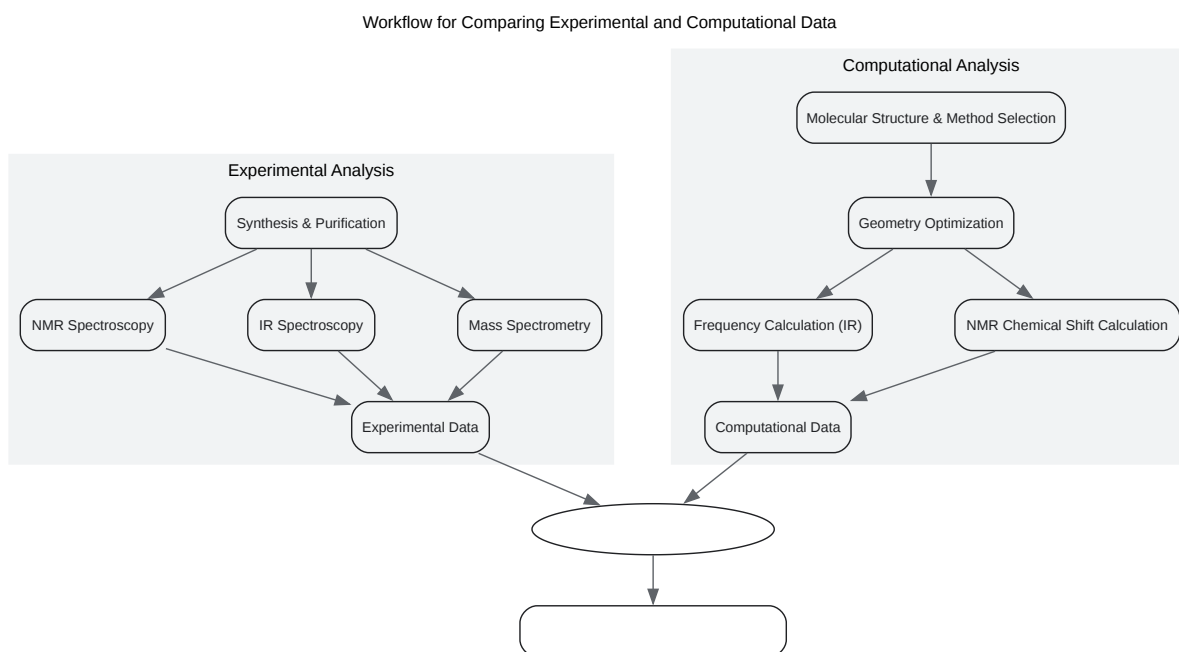 Workflow for Comparing Experimental and Computational Data
Computational Analysis
Molecular Structure & Method Selection
Experimental Analysis
Synthesis & Purification
Geometry Optimization
NMR Spectroscopy
IR Spectroscopy
Mass Spectrometry
Frequency Calculation (IR)
NMR Chemical Shift Calculation
Experimental Data
Computational Data